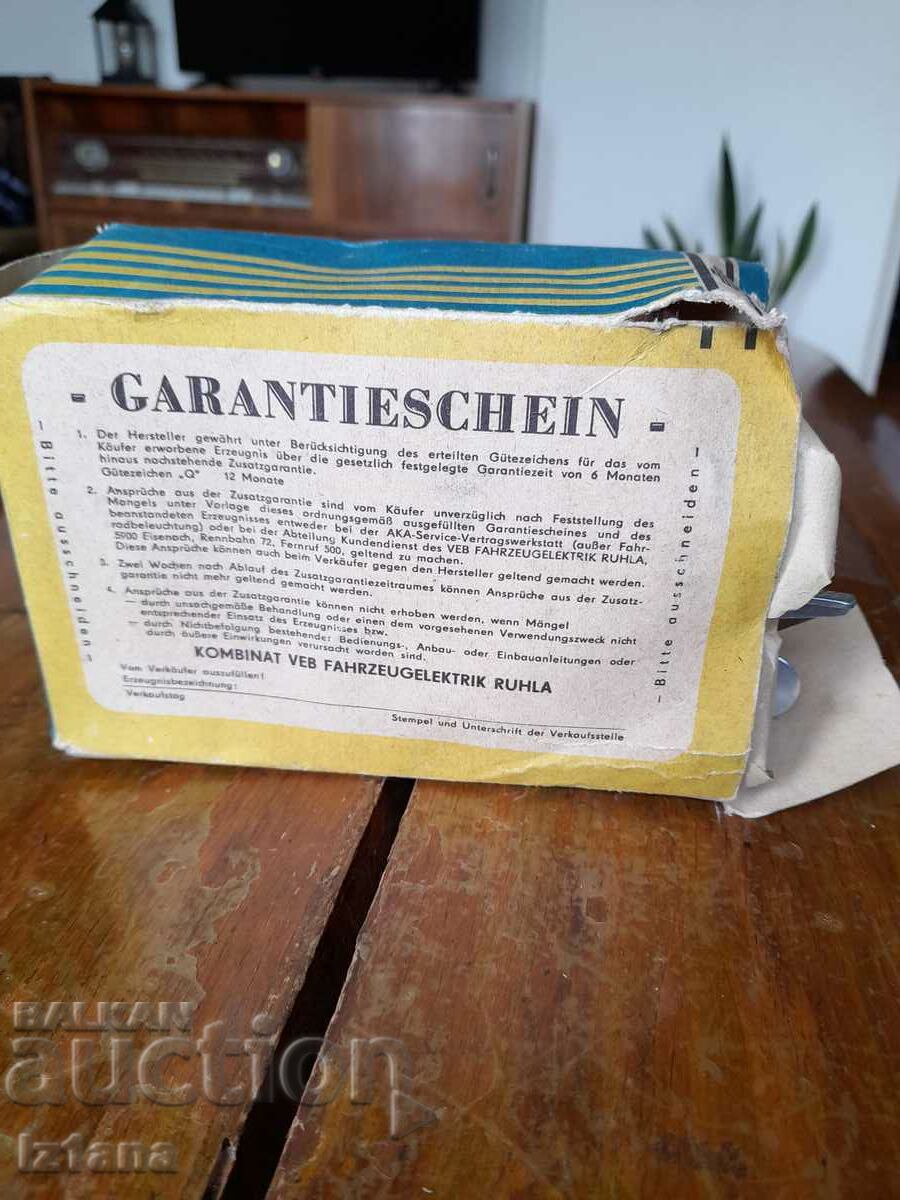 - GARANTIESCHEIN -
1. Der Hersteller gewährt unter Berücksichtigung des erteilten Gütezeichens für das vom
Käufer erworbene Erzeugnis über die gesetzlich festgelegte Garantiezeit von 6 Monaten
hinaus nachstehende Zusatzgarantie.
Gütezeichen „Q" 12 Monate
2. Ansprüche aus der Zusatzgarantie sind vom Käufer unverzüglich nach Feststellung des
Mangels unter Vorlage dieses ordnungsgemäß ausgefüllten Garantiescheines und des
beanstandeten Erzeugnisses entweder bei der AKA-Service-Vertragswerkstatt (außer Fahr-
radbeleuchtung) oder bei der Abteilung Kundendienst des VEB FAHRZEUGELEKTRIK RUHLA,
5900 Eisenach, Rennbahn 72, Fernruf 500, geltend zu machen.
Diese Ansprüche können auch beim Verkäufer gegen den Hersteller geltend gemacht werden.
3. Zwei Wochen nach Ablauf des Zusatzgarantiezeitraumes können Ansprüche aus der Zusatz-
garantie nicht mehr geltend gemacht werden.
4. Ansprüche aus der Zusatzgarantie können nicht erhoben werden, wenn Mängel
— durch unsachgemäße Behandlung oder einen dem vorgesehenen Verwendungszweck nicht
entsprechender Einsatz des Erzeugnisses bzw.
— durch Nichtbefolgung bestehender Bedienungs-, Anbau- oder Einbauanleitungen oder
durch äußere Einwirkungen verursacht worden sind.
KOMBINAT VEB FAHRZEUGELEKTRIK RUHLA
Vom Verkäufer auszufüllen!
Erzeugnisbezeichnung:
Verkaufstag
Stempel und Unterschrift der Verkaufsstelle
— Bitte ausschneiden —
— Bitte ausschneiden —
BALKAN
auction
Iztana